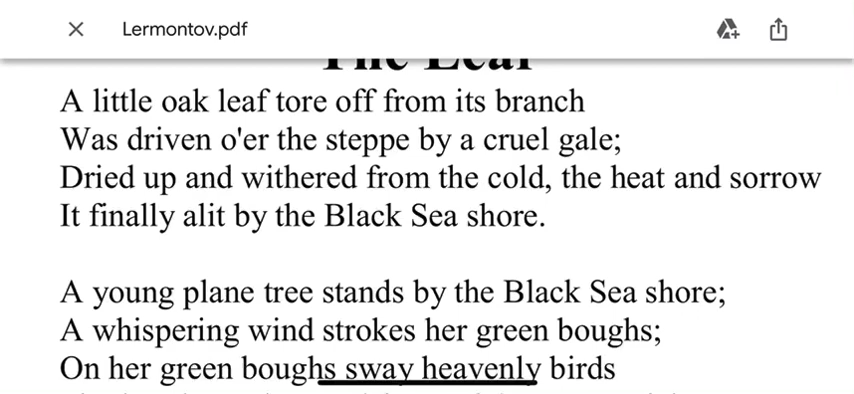 Lermontov.pdf
The Leaf
A little oak leaf tore off from its branch
Was driven o'er the steppe by a cruel gale;
Dried up and withered from the cold, the heat and sorrow
It finally alit by the Black Sea shore.
A young plane tree stands by the Black Sea shore;
A whispering wind strokes her green boughs;
On her green boughs sway heavenly birds